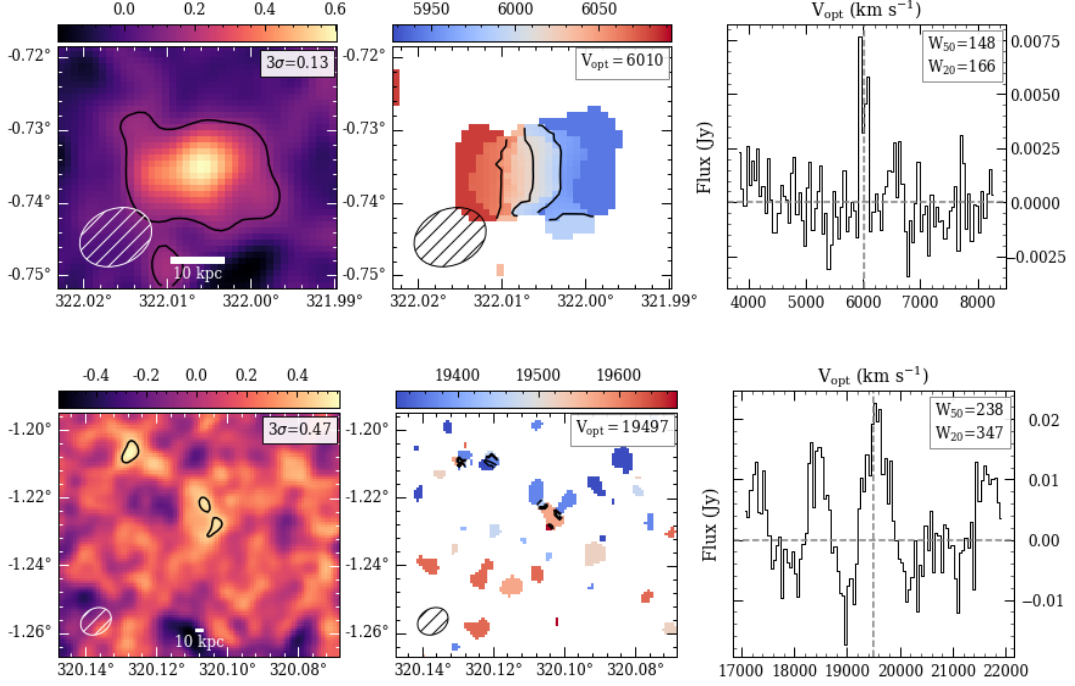 0.0 0.2 0.4 0.6
5950 6000 6050
V_opt (km s⁻¹)
3σ=0.13
V_opt = 6010
W₅₀=148
W₂₀=166
-0.72°
-0.73°
-0.74°
-0.75°
10 kpc
322.02° 322.01° 322.00° 321.99°
-0.72°
-0.73°
-0.74°
-0.75°
322.02° 322.01° 322.00° 321.99°
Flux (Jy)
0.0075
0.0050
0.0025
0.0000
−0.0025
4000 5000 6000 7000 8000
-0.4 -0.2 0.0 0.2 0.4
19400 19500 19600
V_opt (km s⁻¹)
3σ=0.47
V_opt = 19497
W₅₀=238
W₂₀=347
-1.20°
-1.22°
-1.24°
-1.26°
10 kpc
320.14° 320.12° 320.10° 320.08°
-1.20°
-1.22°
-1.24°
-1.26°
320.14° 320.12° 320.10° 320.08°
Flux (Jy)
0.02
0.01
0.00
−0.01
17000 18000 19000 20000 21000 22000